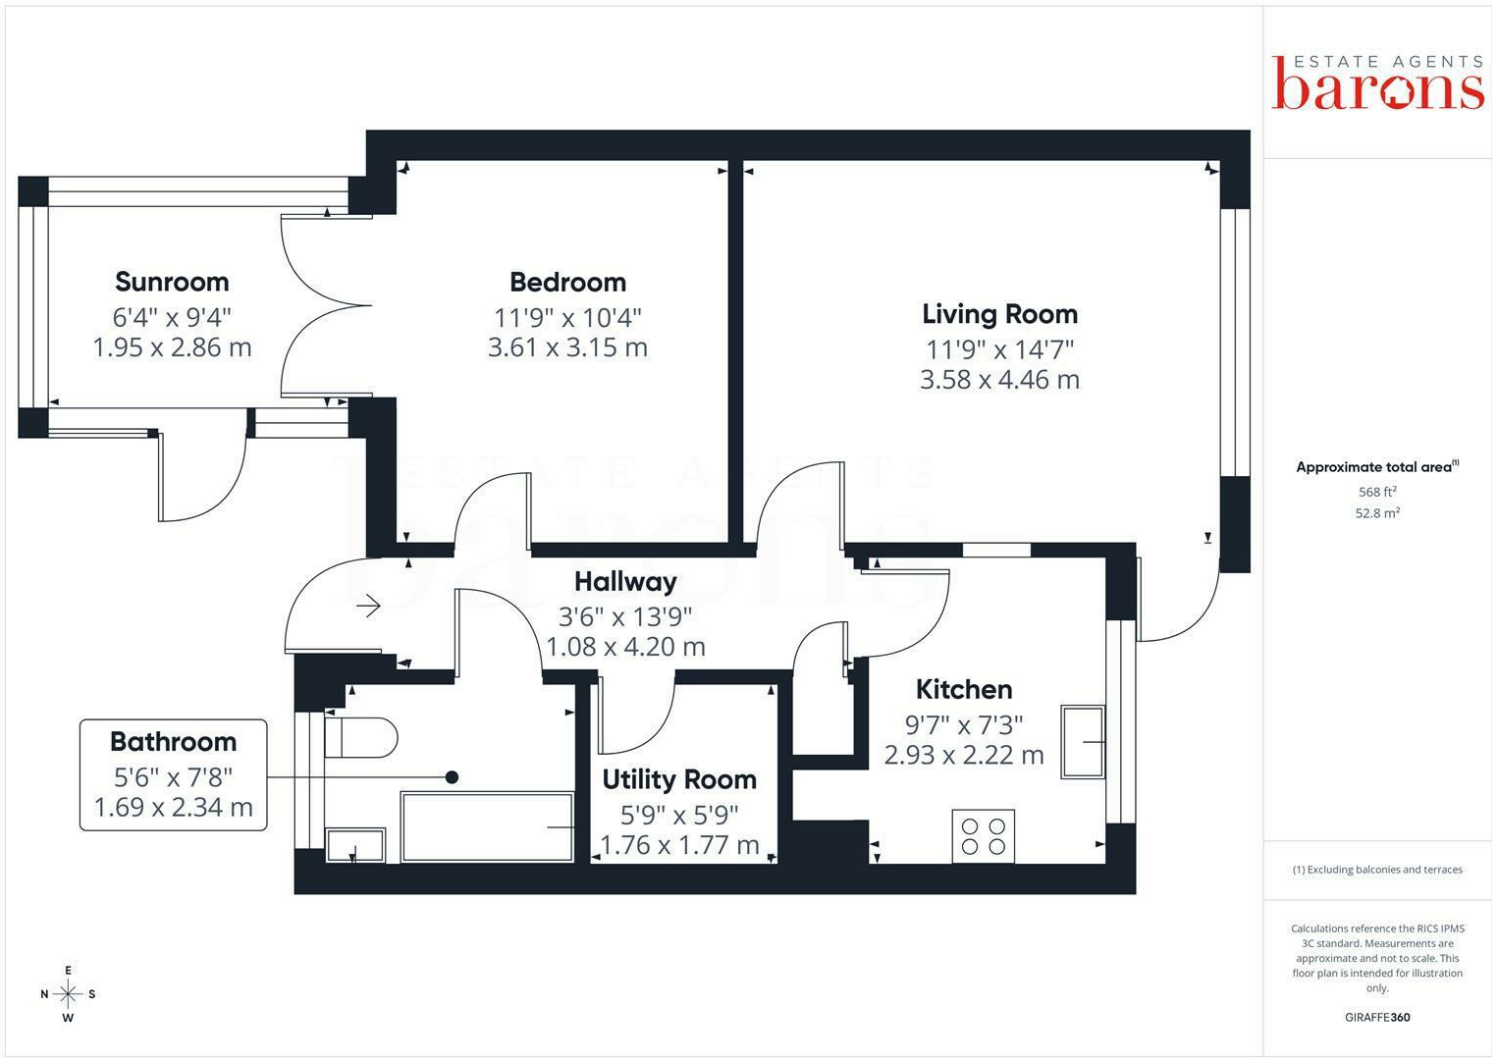 ESTATE AGENTS
barons
Sunroom
6'4" x 9'4"
1.95 x 2.86 m
Bedroom
11'9" x 10'4"
3.61 x 3.15 m
Living Room
11'9" x 14'7"
3.58 x 4.46 m
ESTATE AGENTS
barons
Hallway
3'6" x 13'9"
1.08 x 4.20 m
Kitchen
9'7" x 7'3"
2.93 x 2.22 m
Bathroom
5'6" x 7'8"
1.69 x 2.34 m
Utility Room
5'9" x 5'9"
1.76 x 1.77 m
Approximate total area(1)
568 ft²
52.8 m²
(1) Excluding balconies and terraces
Calculations reference the RICS IPMS
3C standard. Measurements are
approximate and not to scale. This
floor plan is intended for illustration
only.
GIRAFFE360
E
N S
W